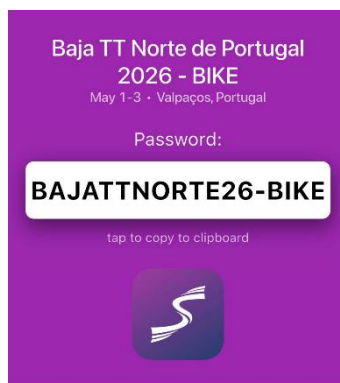 Baja TT Norte de Portugal
2026 - BIKE
May 1-3 • Valpaços, Portugal
Password:
BAJATTNORTE26-BIKE
tap to copy to clipboard